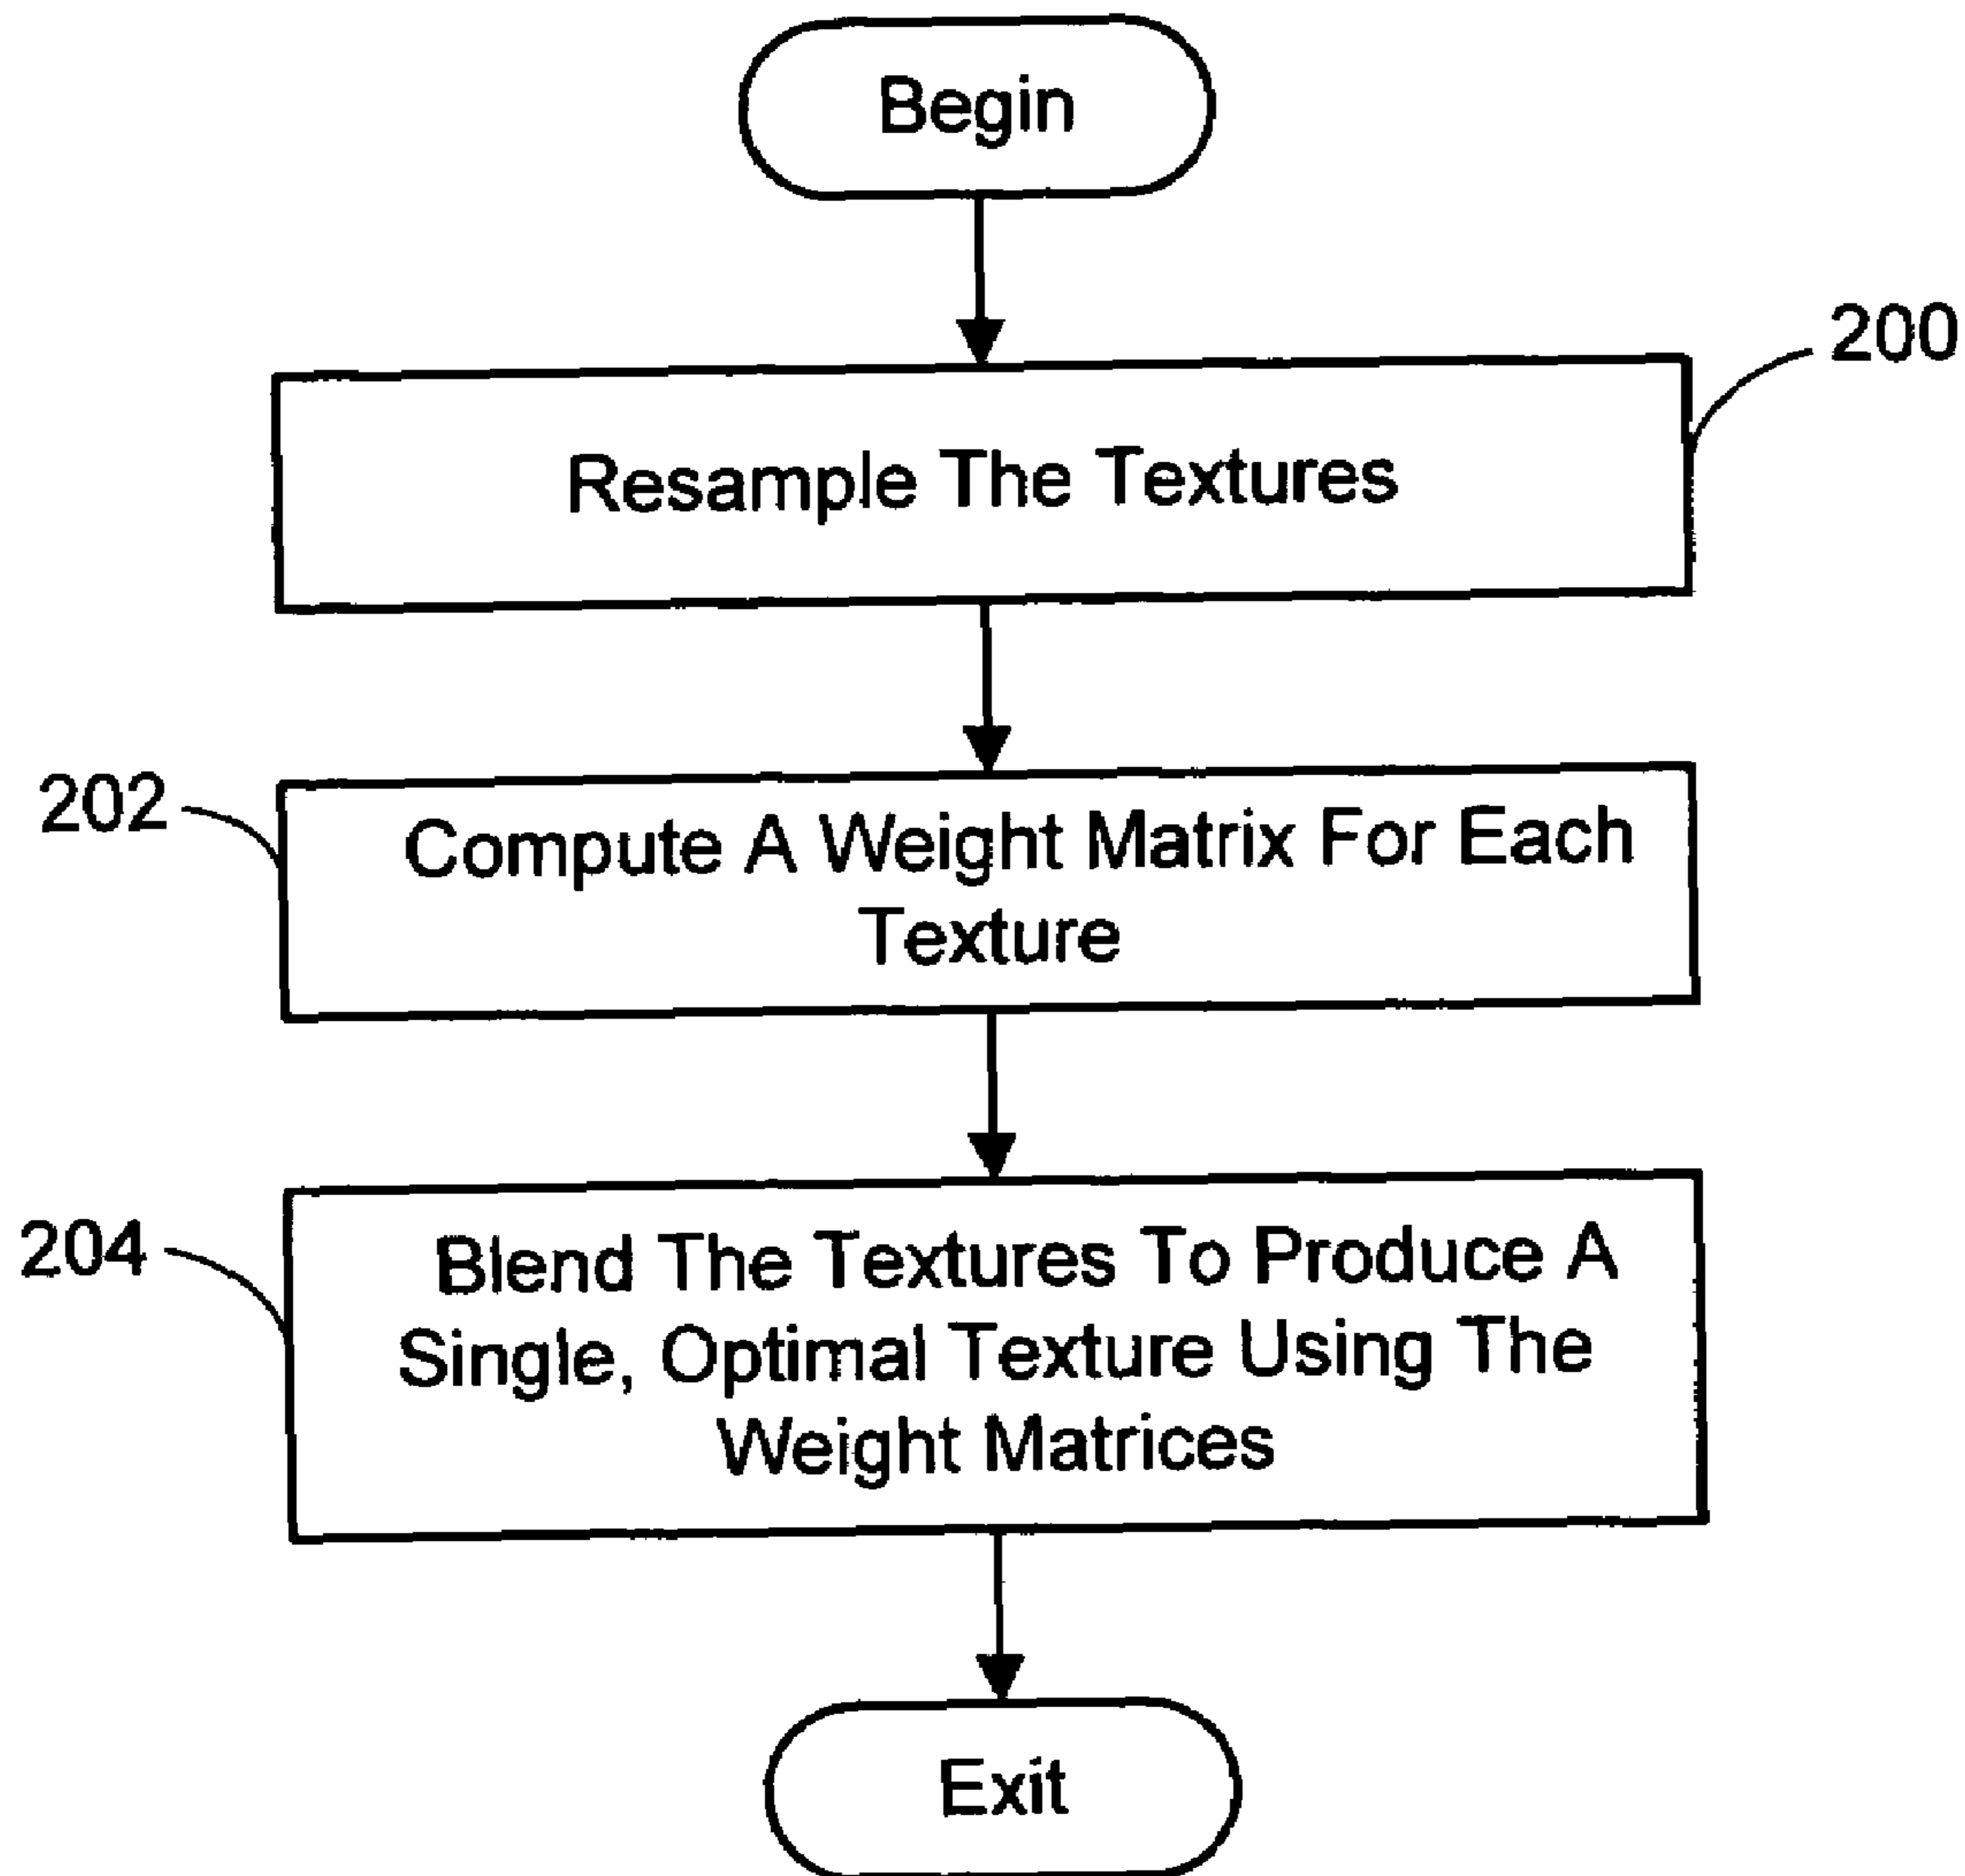 Begin
200
Resample The Textures
202
Compute A Weight Matrix For Each
Texture
204
Blend The Textures To Produce A
Single, Optimal Texture Using The
Weight Matrices
Exit